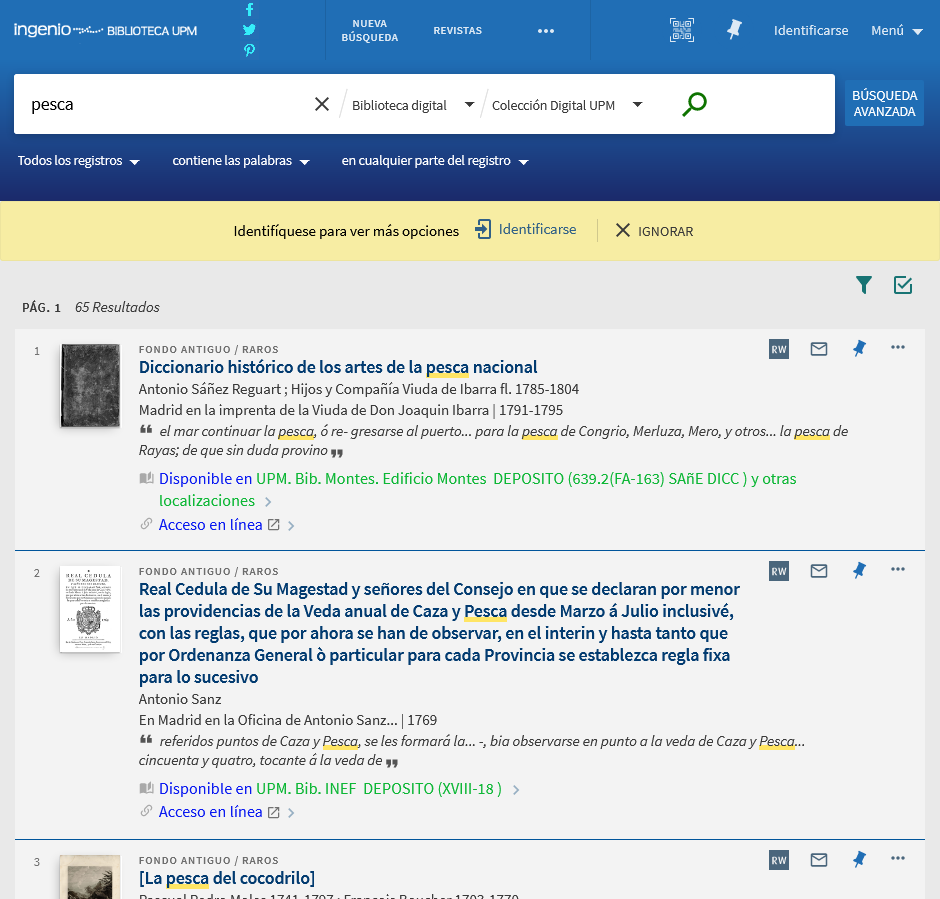 ingenio BIBLIOTECA UPM
NUEVA
BÚSQUEDA
REVISTAS
Identificarse
Menú
pesca
Biblioteca digital
Colección Digital UPM
BÚSQUEDA
AVANZADA
Todos los registros
contiene las palabras
en cualquier parte del registro
Identifíquese para ver más opciones
Identificarse
IGNORAR
PÁG. 1
65 Resultados
1
FONDO ANTIGUO / RAROS
RW
Diccionario histórico de los artes de la pesca nacional
Antonio Sáñez Reguart ; Hijos y Compañía Viuda de Ibarra fl. 1785-1804
Madrid en la imprenta de la Viuda de Don Joaquin Ibarra | 1791-1795
❝ el mar continuar la pesca, ó re- gresarse al puerto... para la pesca de Congrio, Merluza, Mero, y otros... la pesca de
Rayas; de que sin duda provino ❞
Disponible en UPM. Bib. Montes. Edificio Montes DEPOSITO (639.2(FA-163) SAñE DICC ) y otras
localizaciones
Acceso en línea
2
REAL CEDULA
FONDO ANTIGUO / RAROS
RW
Real Cedula de Su Magestad y señores del Consejo en que se declaran por menor
las providencias de la Veda anual de Caza y Pesca desde Marzo á Julio inclusivé,
con las reglas, que por ahora se han de observar, en el interin y hasta tanto que
por Ordenanza General ò particular para cada Provincia se establezca regla fixa
para lo sucesivo
Antonio Sanz
En Madrid en la Oficina de Antonio Sanz... | 1769
❝ referidos puntos de Caza y Pesca, se les formará la... -, bia observarse en punto a la veda de Caza y Pesca...
cincuenta y quatro, tocante á la veda de ❞
Disponible en UPM. Bib. INEF DEPOSITO (XVIII-18 )
Acceso en línea
3
FONDO ANTIGUO / RAROS
RW
[La pesca del cocodrilo]
Pascual Pedro Moles 1741-1797 ; François Boucher 1703-1770